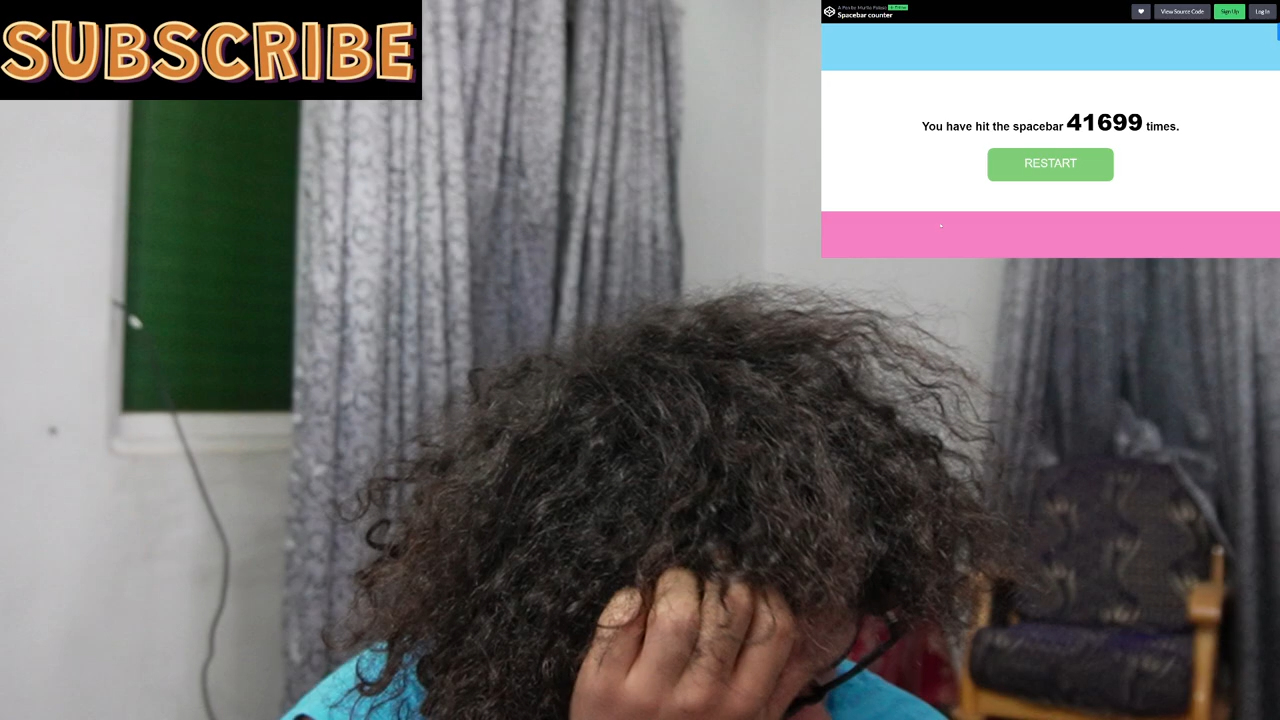 SUBSCRIBE
Spacebar counter
View Source Code
Sign Up
Log In
You have hit the spacebar 41699 times.
RESTART